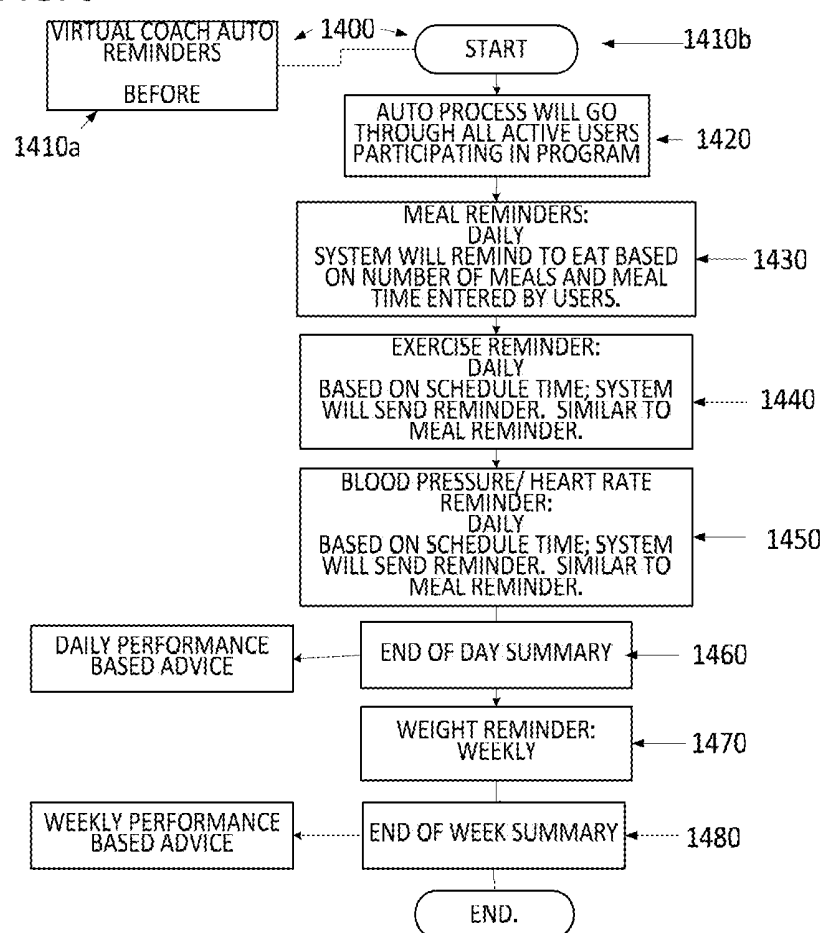 VIRTUAL COACH AUTO
REMINDERS
BEFORE
1400
START
1410b
1410a
AUTO PROCESS WILL GO
THROUGH ALL ACTIVE USERS
PARTICIPATING IN PROGRAM
1420
MEAL REMINDERS:
DAILY
SYSTEM WILL REMIND TO EAT BASED
ON NUMBER OF MEALS AND MEAL
TIME ENTERED BY USERS.
1430
EXERCISE REMINDER:
DAILY
BASED ON SCHEDULE TIME; SYSTEM
WILL SEND REMINDER. SIMILAR TO
MEAL REMINDER.
1440
BLOOD PRESSURE/ HEART RATE
REMINDER:
DAILY
BASED ON SCHEDULE TIME; SYSTEM
WILL SEND REMINDER. SIMILAR TO
MEAL REMINDER.
1450
DAILY PERFORMANCE
BASED ADVICE
END OF DAY SUMMARY
1460
WEIGHT REMINDER:
WEEKLY
1470
WEEKLY PERFORMANCE
BASED ADVICE
END OF WEEK SUMMARY
1480
END.